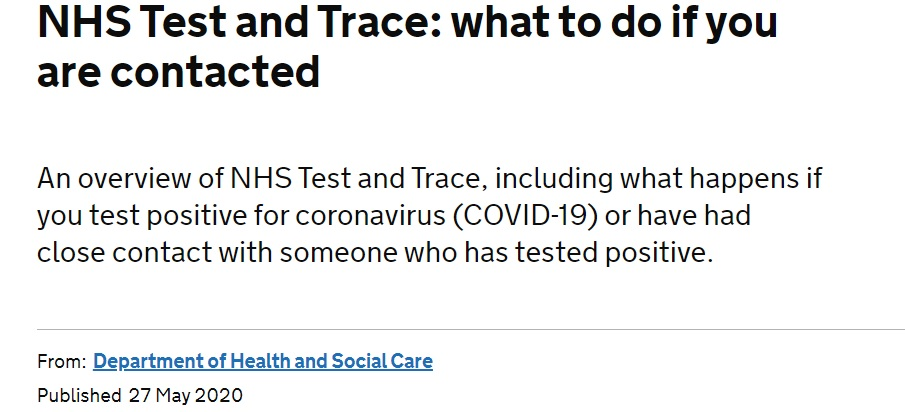 NHS Test and Trace: what to do if you
are contacted
An overview of NHS Test and Trace, including what happens if
you test positive for coronavirus (COVID-19) or have had
close contact with someone who has tested positive.
From: Department of Health and Social Care
Published 27 May 2020